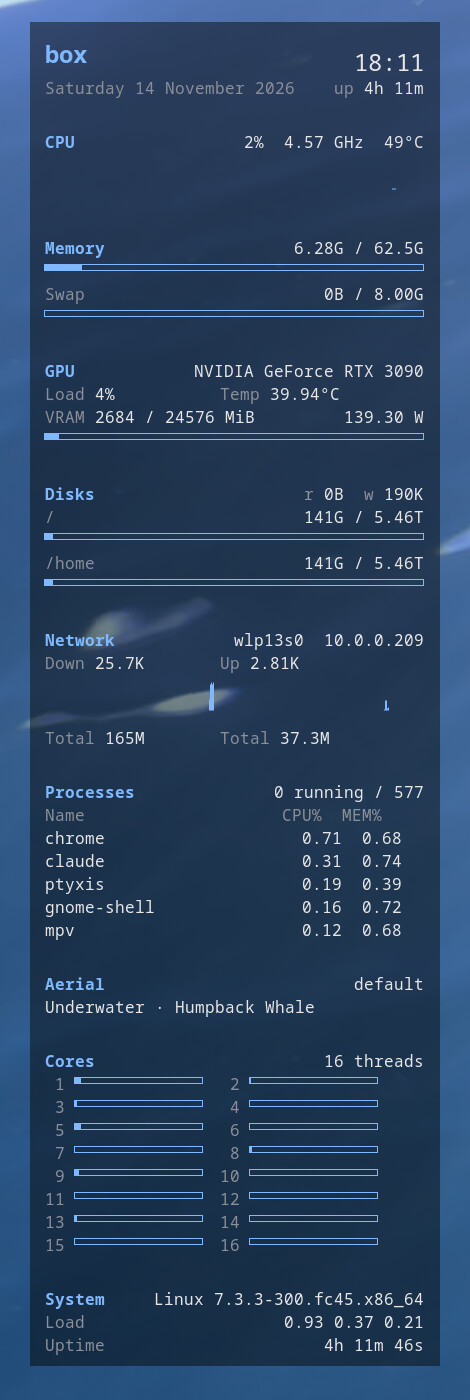 box 18:11
Saturday 14 November 2026 up 4h 11m
CPU 2% 4.57 GHz 49°C
Memory 6.28G / 62.5G
Swap 0B / 8.00G
GPU NVIDIA GeForce RTX 3090
Load 4% Temp 39.94°C
VRAM 2684 / 24576 MiB 139.30 W
Disks r 0B w 190K
/ 141G / 5.46T
/home 141G / 5.46T
Network wlp13s0 10.0.0.209
Down 25.7K Up 2.81K
Total 165M Total 37.3M
Processes 0 running / 577
Name CPU% MEM%
chrome 0.71 0.68
claude 0.31 0.74
ptyxis 0.19 0.39
gnome-shell 0.16 0.72
mpv 0.12 0.68
Aerial default
Underwater · Humpback Whale
Cores 16 threads
1 2
3 4
5 6
7 8
9 10
11 12
13 14
15 16
System Linux 7.3.3-300.fc45.x86_64
Load 0.93 0.37 0.21
Uptime 4h 11m 46s